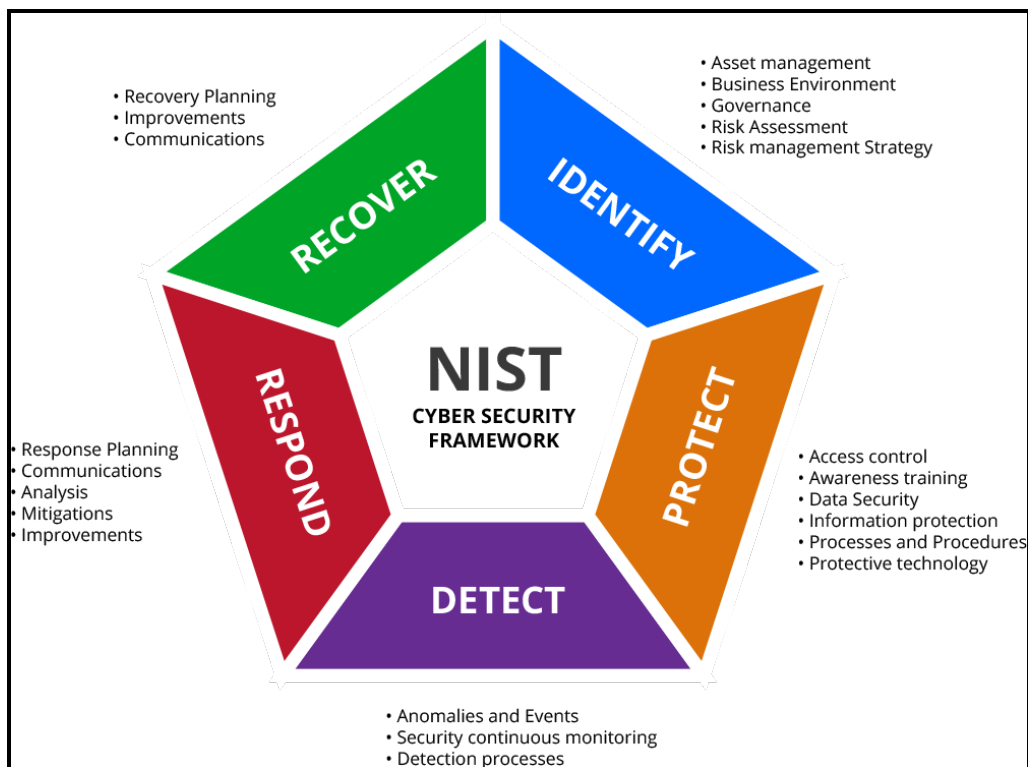 • Recovery Planning
• Improvements
• Communications
• Asset management
• Business Environment
• Governance
• Risk Assessment
• Risk management Strategy
RECOVER
IDENTIFY
NIST
CYBER SECURITY
FRAMEWORK
RESPOND
PROTECT
• Response Planning
• Communications
• Analysis
• Mitigations
• Improvements
• Access control
• Awareness training
• Data Security
• Information protection
• Processes and Procedures
• Protective technology
DETECT
• Anomalies and Events
• Security continuous monitoring
• Detection processes